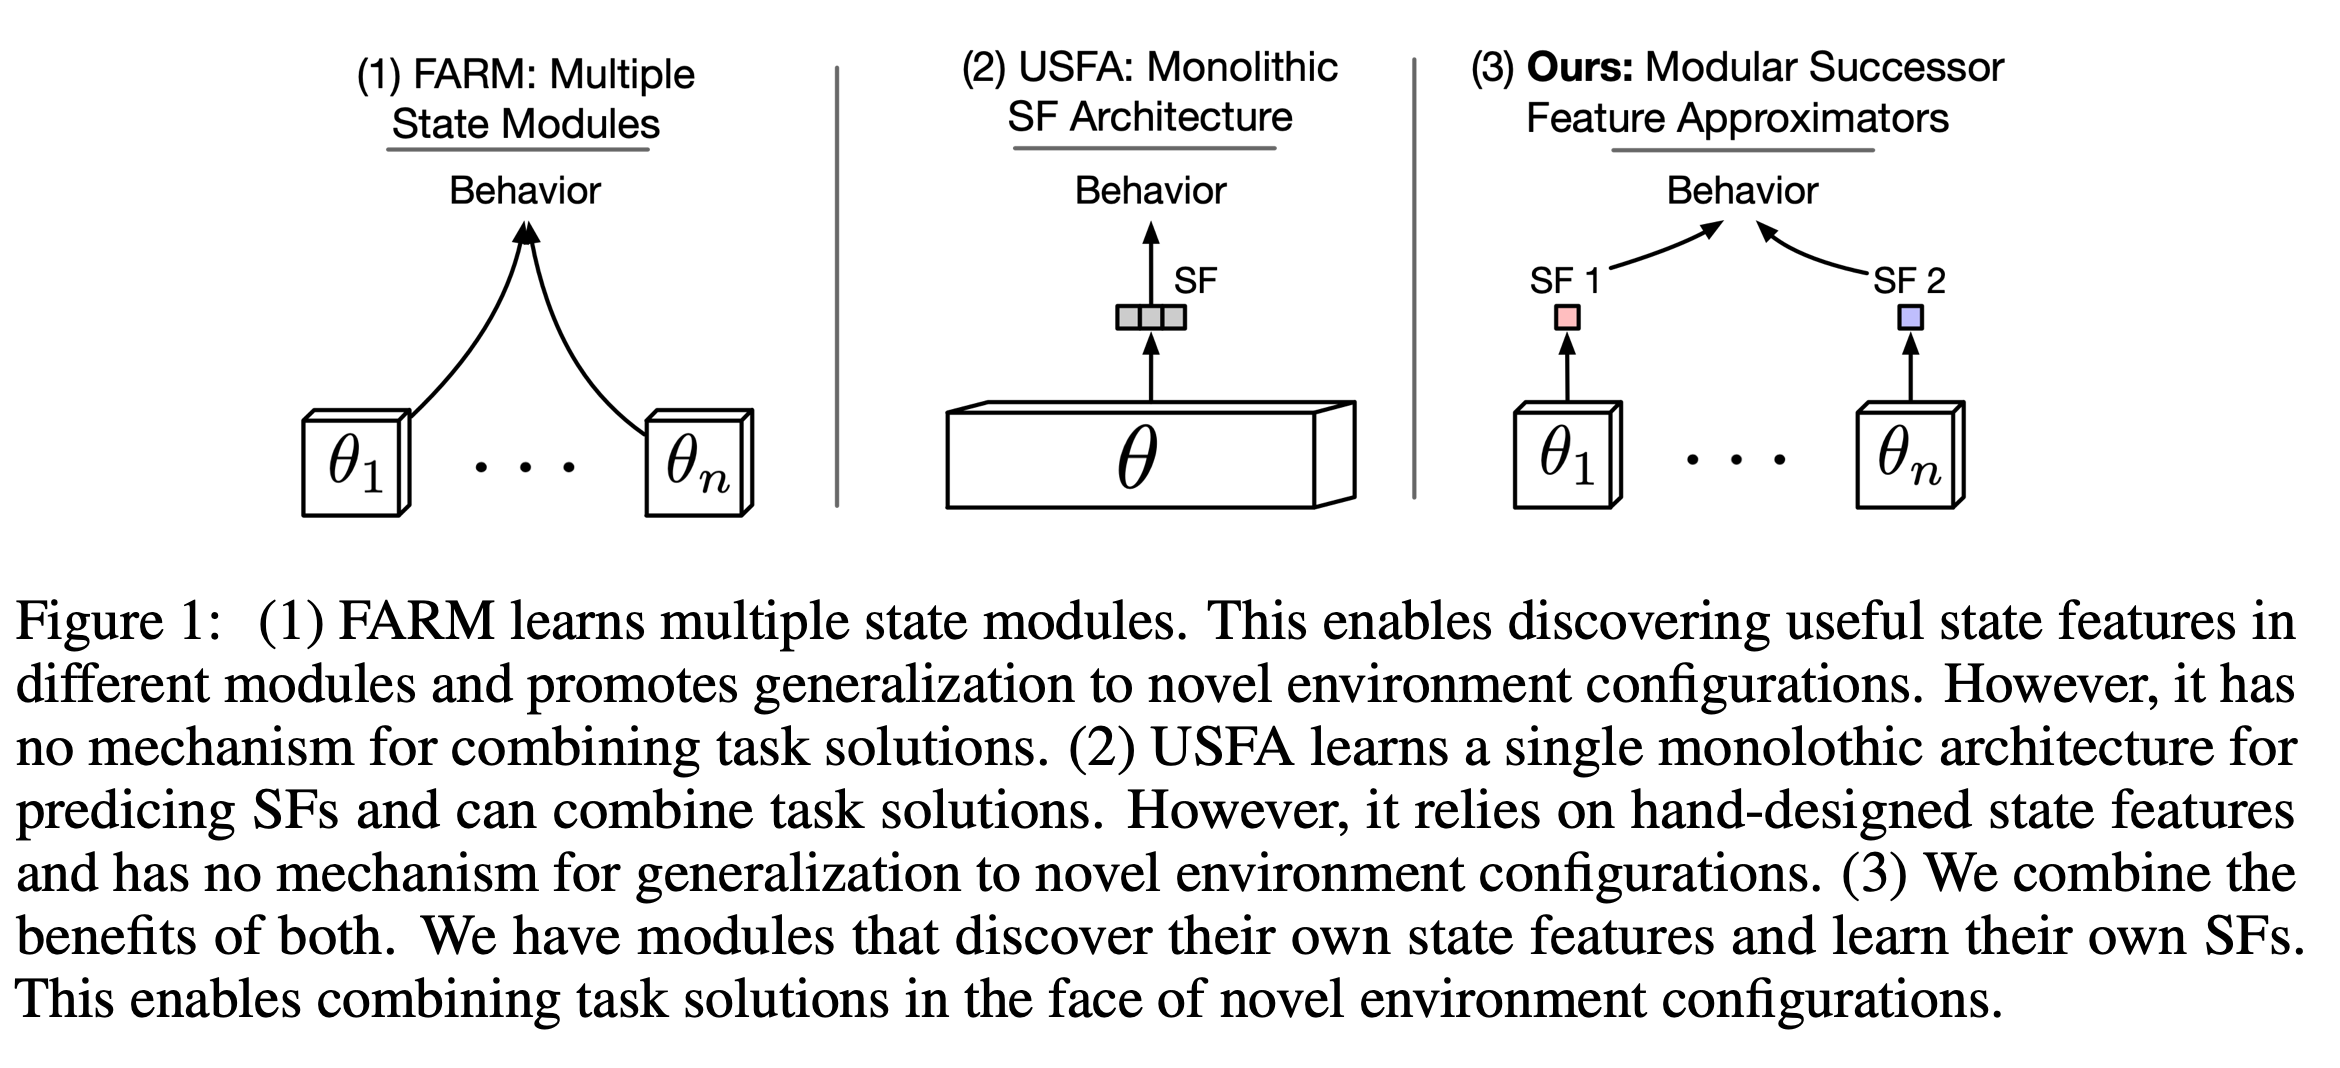 (1) FARM: Multiple
State Modules
Behavior
θ1 . . . θn
(2) USFA: Monolithic
SF Architecture
Behavior
SF
θ
(3) Ours: Modular Successor
Feature Approximators
Behavior
SF 1 SF 2
θ1 . . . θn
Figure 1: (1) FARM learns multiple state modules. This enables discovering useful state features in
different modules and promotes generalization to novel environment configurations. However, it has
no mechanism for combining task solutions. (2) USFA learns a single monolothic architecture for
predicing SFs and can combine task solutions. However, it relies on hand-designed state features
and has no mechanism for generalization to novel environment configurations. (3) We combine the
benefits of both. We have modules that discover their own state features and learn their own SFs.
This enables combining task solutions in the face of novel environment configurations.